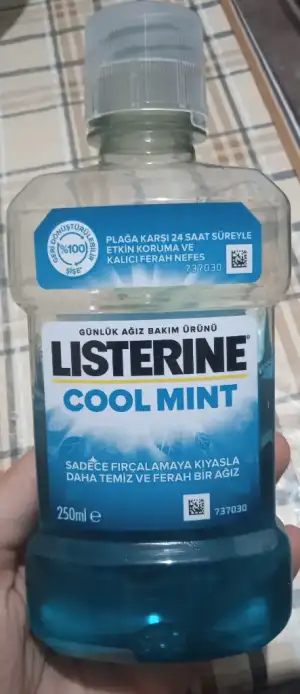 PLAĞA KARŞI 24 SAAT SÜREYLE
ETKİN KORUMA VE
KALICI FERAH NEFES
737030
GERİ DÖNÜŞTÜRÜLEBİLİR
%100
ŞİŞE*
GÜNLÜK AĞIZ BAKIM ÜRÜNÜ
LISTERINE®
COOL MINT
SADECE FIRÇALAMAYA KIYASLA
DAHA TEMİZ VE FERAH BİR AĞIZ
250ml e
737030